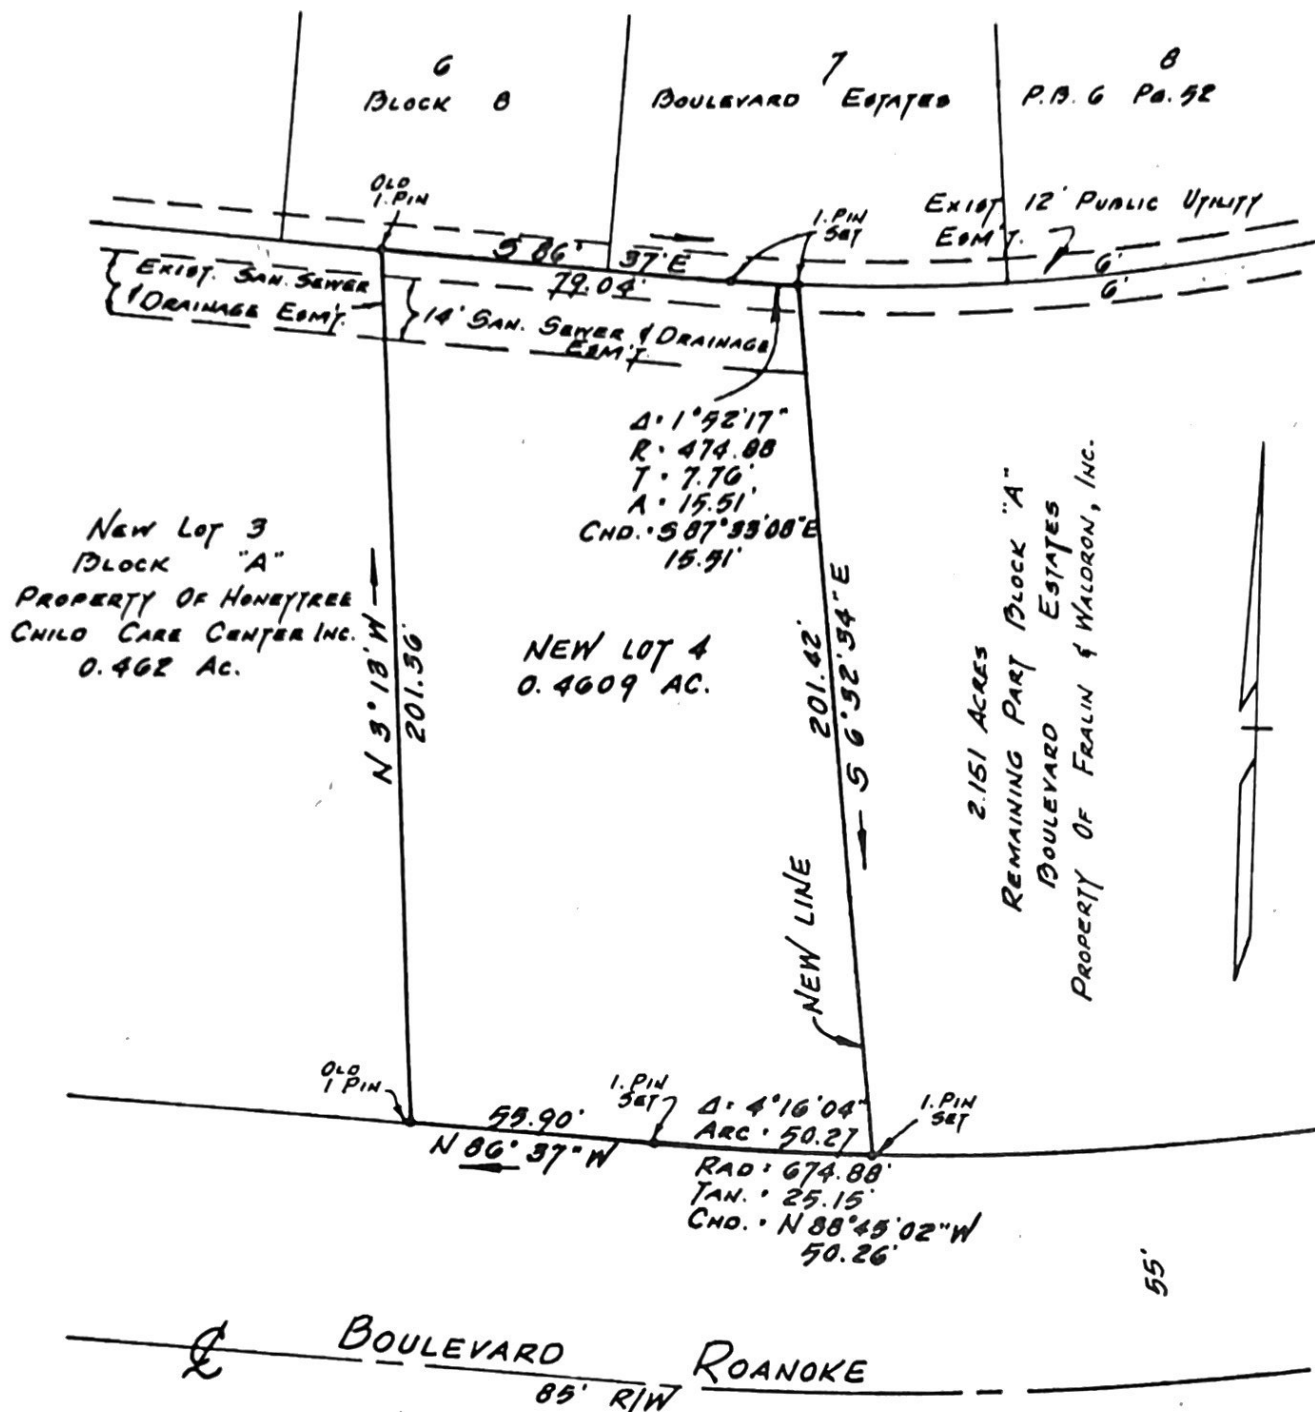 6
BLOCK B
7
BOULEVARD ESTATES
8
P.B. 6 PG. 52
OLD
I. PIN
I. PIN
SET
EXIST. 12' PUBLIC UTILITY
ESM'T.
S 86° 37' E
79.04'
6'
6'
EXIST. SAN. SEWER
& DRAINAGE ESM'T.
14' SAN. SEWER & DRAINAGE
ESM'T.
Δ = 1°52'17"
R = 474.88
T = 7.76'
A = 15.51'
CHD. = S 87°33'08" E
15.51'
NEW LOT 3
BLOCK "A"
PROPERTY OF HONEYTREE
CHILD CARE CENTER INC.
0.462 AC.
N 3° 13' W
201.36'
NEW LOT 4
0.4609 AC.
201.42'
S 6°32'54" E
NEW LINE
2.151 ACRES
REMAINING PART BLOCK "A"
BOULEVARD ESTATES
PROPERTY OF FRALIN & WALDRON, INC.
OLD
I PIN
55.90'
N 86° 37" W
I. PIN
SET
Δ = 4°16'04"
ARC = 50.27
RAD = 674.88'
TAN. = 25.15'
CHD. = N 88°45'02" W
50.26'
I. PIN
SET
55'
℄ BOULEVARD ROANOKE
85' R/W